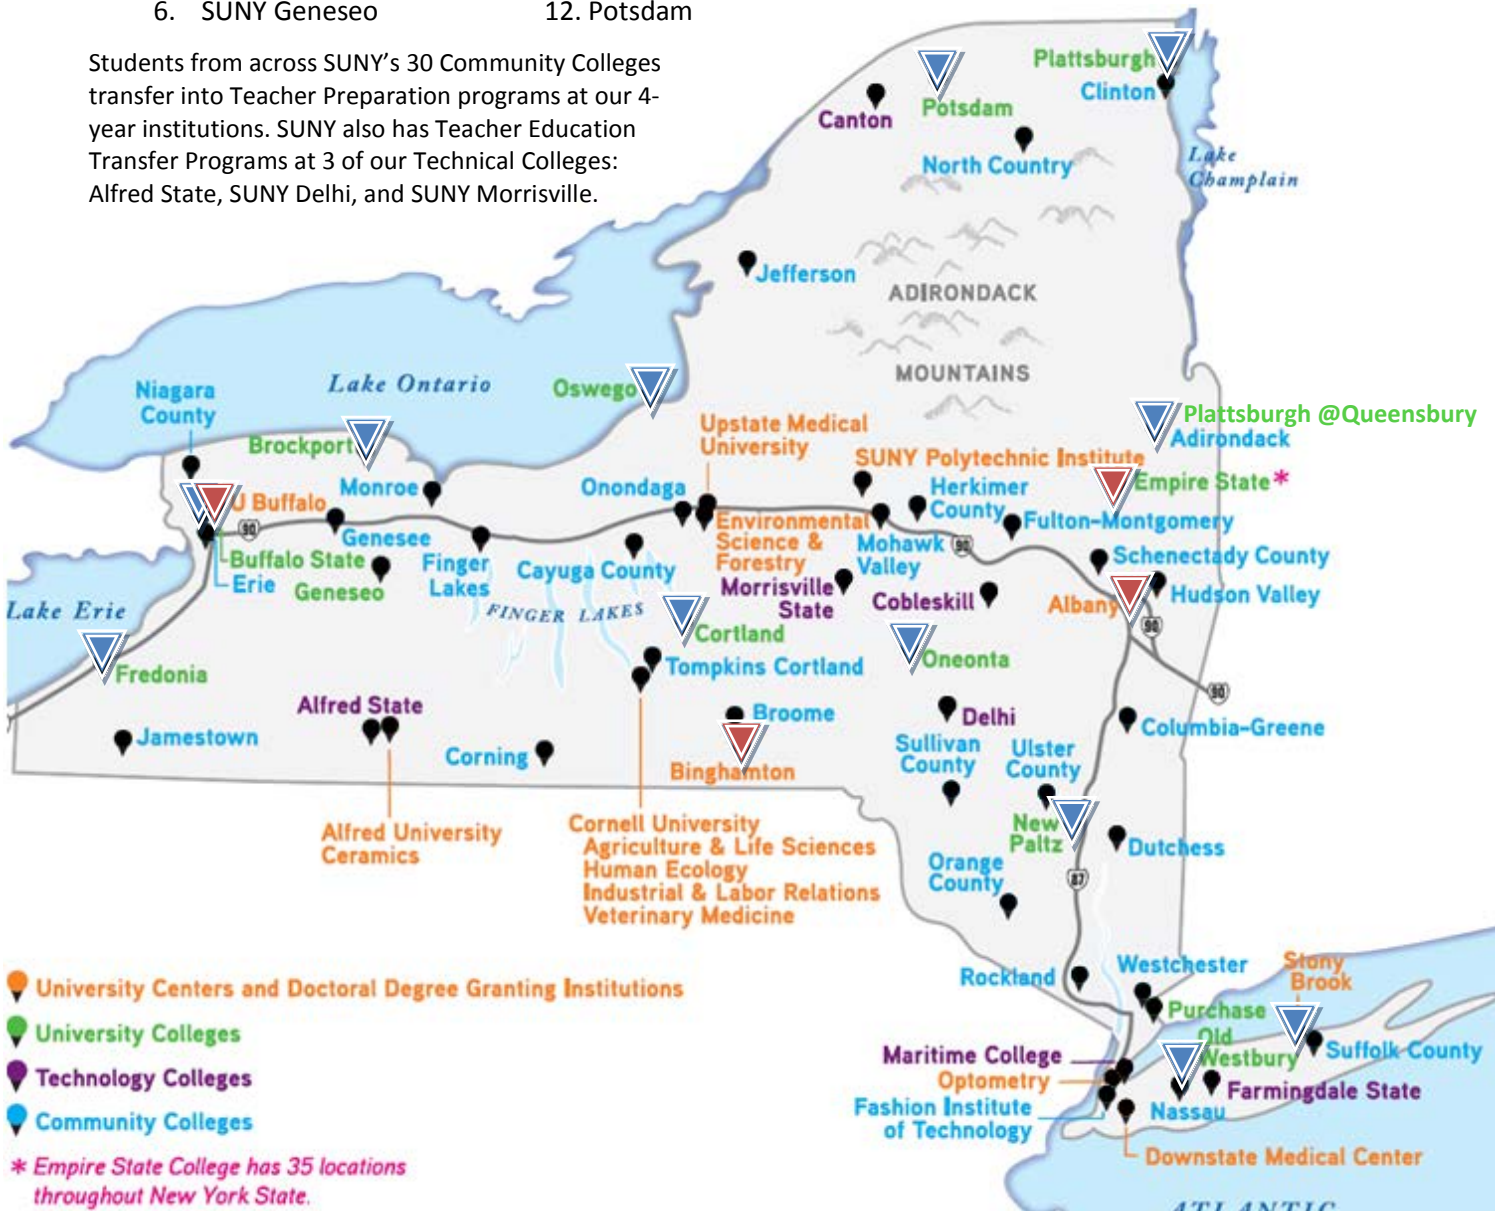 6. SUNY Geneseo
12. Potsdam
Students from across SUNY's 30 Community Colleges
transfer into Teacher Preparation programs at our 4-
year institutions. SUNY also has Teacher Education
Transfer Programs at 3 of our Technical Colleges:
Alfred State, SUNY Delhi, and SUNY Morrisville.
Plattsburgh
Clinton
Potsdam
Canton
North Country
Lake
Champlain
Jefferson
ADIRONDACK
MOUNTAINS
Niagara
County
Lake Ontario
Oswego
Plattsburgh @Queensbury
Adirondack
Brockport
Upstate Medical
University
SUNY Polytechnic Institute
Empire State*
Monroe
Onondaga
Herkimer
County
U Buffalo
90
Genesee
Environmental
Science &
Forestry
Mohawk
Valley
90
Fulton-Montgomery
Buffalo State
Erie
Geneseo
Finger
Lakes
Cayuga County
Schenectady County
Morrisville
State
Cobleskill
Hudson Valley
Albany
90
Lake Erie
FINGER LAKES
Cortland
Oneonta
Fredonia
Tompkins Cortland
90
Alfred State
Broome
Delhi
Columbia-Greene
Jamestown
Corning
Binghamton
Sullivan
County
Ulster
County
New
Paltz
Dutchess
Alfred University
Ceramics
Cornell University
Agriculture & Life Sciences
Human Ecology
Industrial & Labor Relations
Veterinary Medicine
Orange
County
87
Rockland
Westchester
Stony
Brook
Purchase
Old
Westbury
Suffolk County
Maritime College
Optometry
Fashion Institute
of Technology
Nassau
Farmingdale State
Downstate Medical Center
University Centers and Doctoral Degree Granting Institutions
University Colleges
Technology Colleges
Community Colleges
* Empire State College has 35 locations
throughout New York State.
ATLANTIC